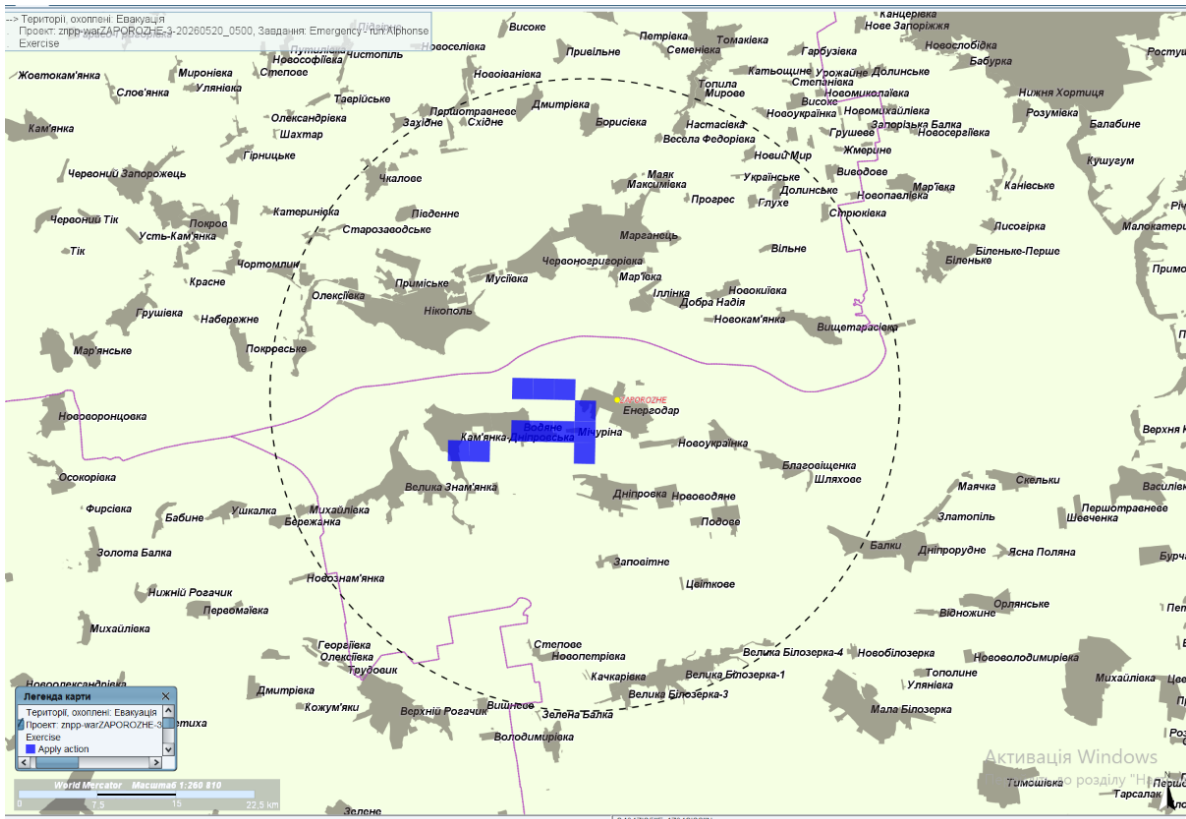 --> Території, охоплені: Евакуація
Проект: znpp-warZAPOROZHE-3-20260520_0500, Завдання: Emergency - run Alphonse
Exercise
Канцерівка
Нове Запоріжжя
Високе
Петрівка
Томаківка
Новоселівка
Привільне
Семенівка
Гарбузівка
Новослобідка
Бабурка
Новософіївка
Чистопіль
Жовтокам'янка
Миронівка
Степове
Новоіванівка
Катьощине
Урожайне
Долинське
Степанівка
Слов'янка
Улянівка
Топила
Мирове
Новомиколаївка
Нижня Хортиця
Таврійське
Високе
Дмитрівка
Першотравневе
Новоукраїнка
Новомихайлівка
Розумівка
Олександрівка
Західне
Східне
Борисівка
Настасівка
Запорізька Балка
Балабине
Кам'янка
Шахтар
Весела Федорівка
Грушеве
Новосергіївка
Гірницьке
Новий Мир
Жмерине
Кушугум
Червоний Запорожець
Чкалове
Маяк
Максимівка
Українське
Виводове
Долинське
Мар'ївка
Канівське
Прогрес
Глухе
Новопавлівка
Червоний Тік
Покров
Катеринівка
Південне
Стрюківка
Усть-Кам'янка
Старозаводське
Марганець
Лисогірка
Тік
Вільне
Біленьке-Перше
Біленьке
Чортомлик
Червоногригорівка
Красне
Приміське
Мусіївка
Мар'ївка
Олексіївка
Іллінка
Новокиївка
Добра Надія
Грушівка
Набережне
Нікополь
Новокам'янка
Вищетарасівка
Мар'янське
Покровське
ZAPOROZHE
Енергодар
Нововоронцовка
Водяне
Мічуріна
Кам'янка-Дніпровська
Новоукраїнка
Благовіщенка
Шляхове
Осокорівка
Велика Знам'янка
Дніпровка
Нововодяне
Маячка
Скельки
Фирсівка
Бабине
Ушкалка
Михайлівка
Бережанка
Подове
Першотравневе
Златопіль
Шевченка
Золота Балка
Балки
Дніпрорудне
Ясна Поляна
Заповітне
Новознам'янка
Цвіткове
Нижній Рогачик
Первомаївка
Орлянське
Відножине
Михайлівка
Георгіївка
Олексіївка
Трудовик
Степове
Новопетрівка
Велика Білозерка-4
Новобілозерка
Нововолодимирівка
Качкарівка
Велика Білозерка-1
Тополине
Улянівка
Михайлівка
Новоолександрівка
Дмитрівка
Велика Білозерка-3
Кожум'яки
Верхній Рогачик
Вишневе
Зелена Балка
Мала Білозерка
Володимирівка
Легенда карти
Території, охоплені: Евакуація
Проект: znpp-warZAPOROZHE-3
Exercise
Apply action
World Mercator Масштаб 1:260 810
0 7.5 15 22.5 km
Активація Windows
Тимошівка
Тарсалак
Зелене